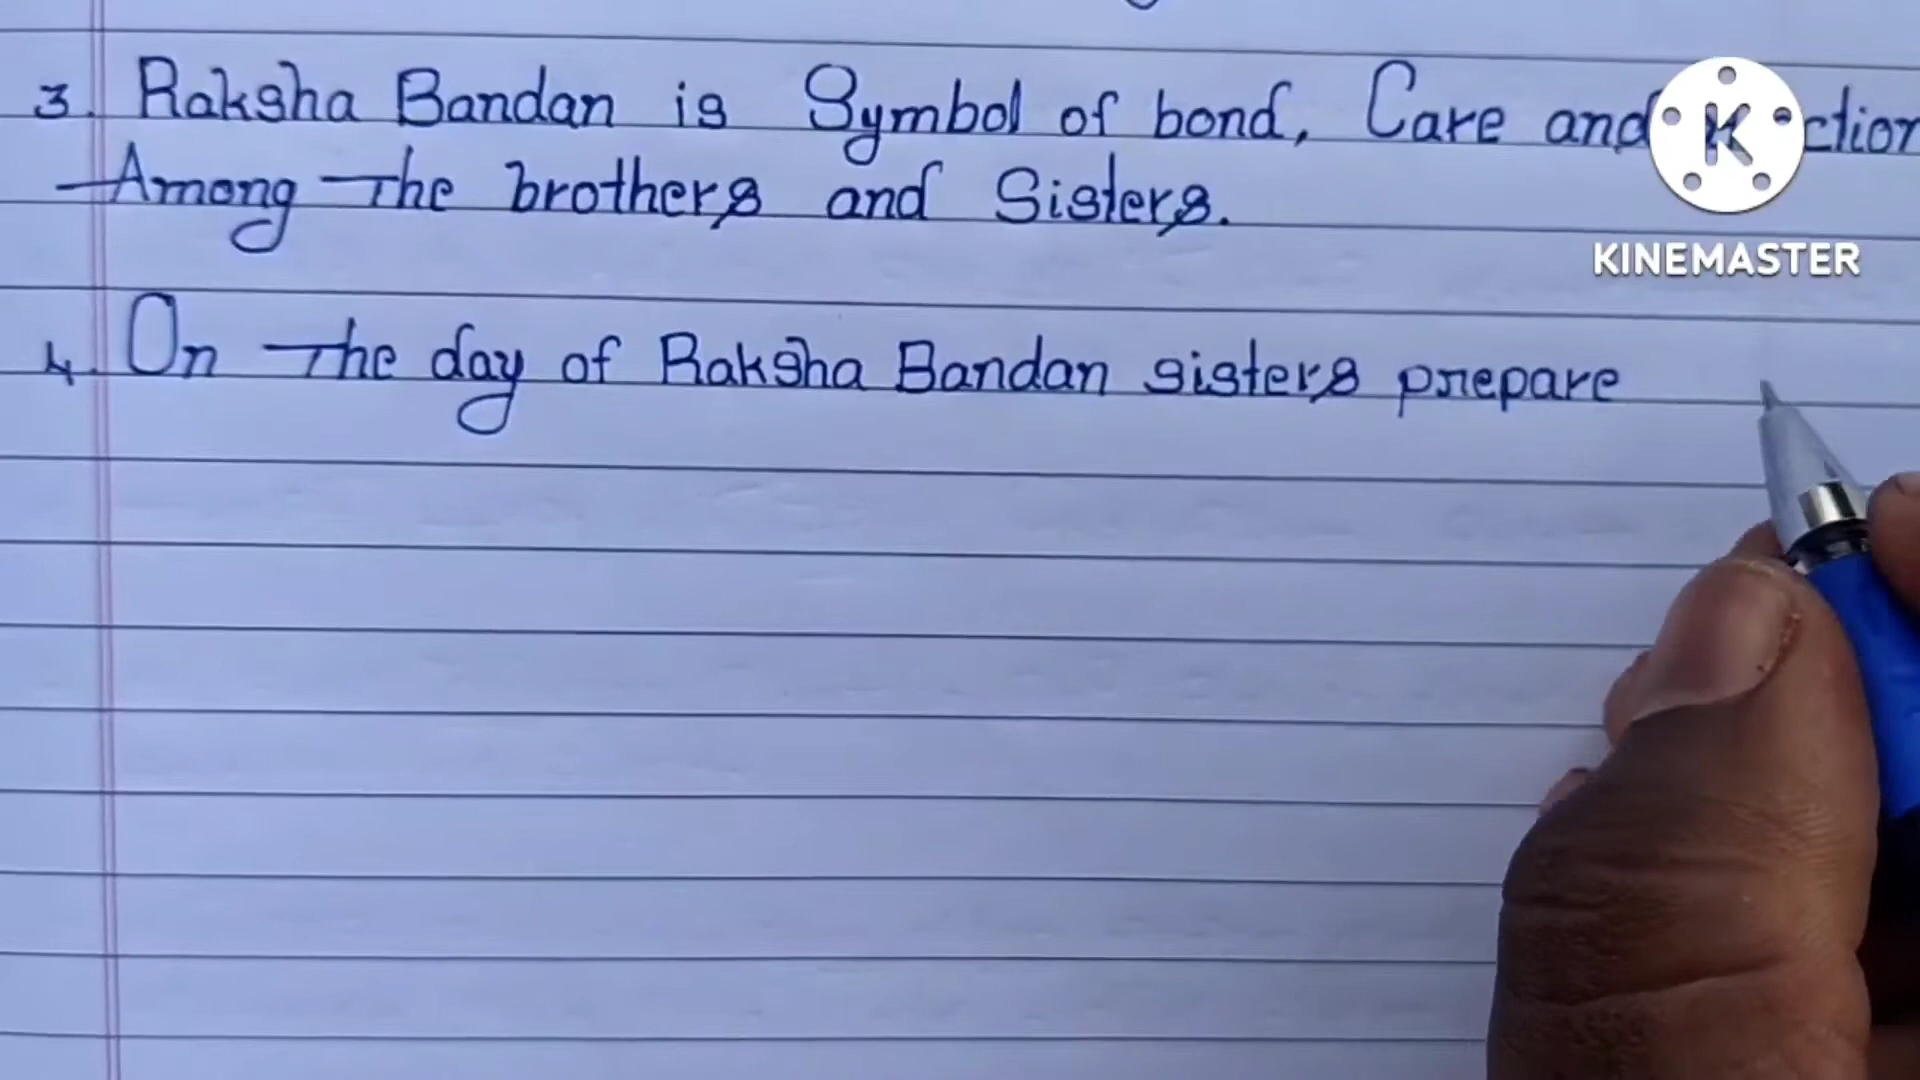 3. Raksha Bandan is Symbol of bond, Care and
Among The brothers and Sisters.
4. On The day of Raksha Bandan sisters prepare
K
KINEMASTER